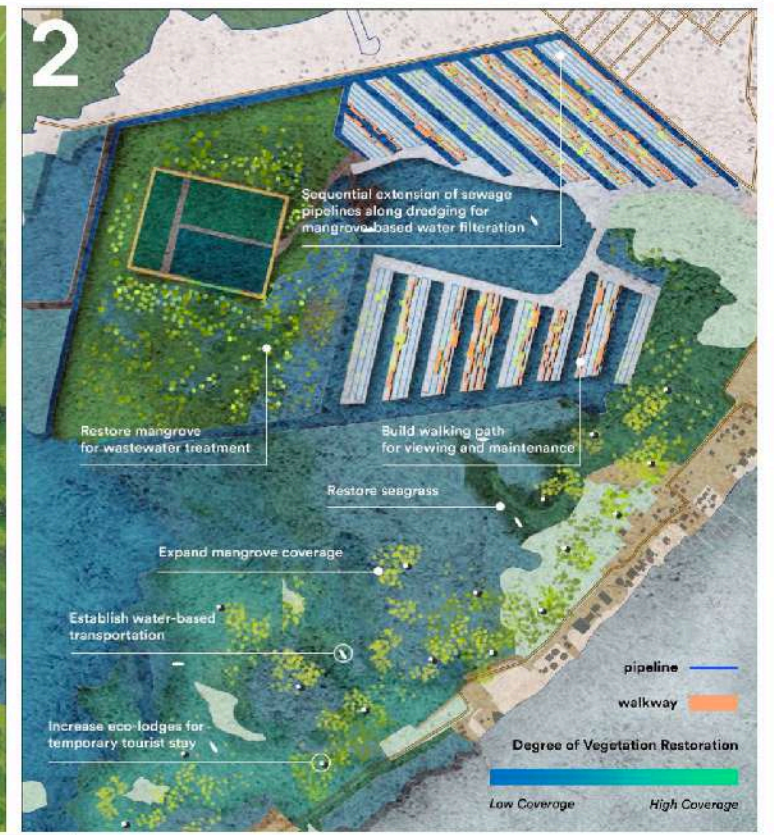 2
Sequential extension of sewage
pipelines along dredging for
mangrove-based water filteration
Restore mangrove
for wastewater treatment
Build walking path
for viewing and maintenance
Restore seagrass
Expand mangrove coverage
Establish water-based
transportation
Increase eco-lodges for
temporary tourist stay
pipeline
walkway
Degree of Vegetation Restoration
Low Coverage
High Coverage